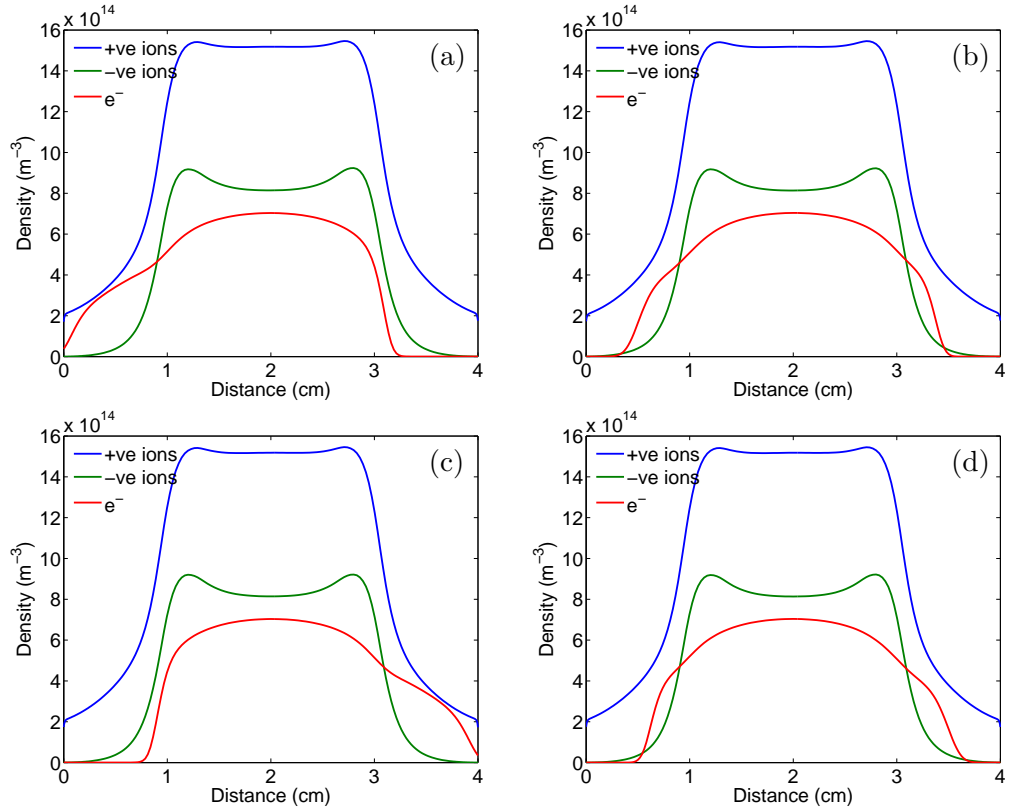 x 10^14
16
14
12
10
8
6
4
2
0
0 1 2 3 4
Density (m⁻³)
Distance (cm)
+ve ions
−ve ions
e⁻
(a)
x 10^14
16
14
12
10
8
6
4
2
0
0 1 2 3 4
Density (m⁻³)
Distance (cm)
+ve ions
−ve ions
e⁻
(b)
x 10^14
16
14
12
10
8
6
4
2
0
0 1 2 3 4
Density (m⁻³)
Distance (cm)
+ve ions
−ve ions
e⁻
(c)
x 10^14
16
14
12
10
8
6
4
2
0
0 1 2 3 4
Density (m⁻³)
Distance (cm)
+ve ions
−ve ions
e⁻
(d)